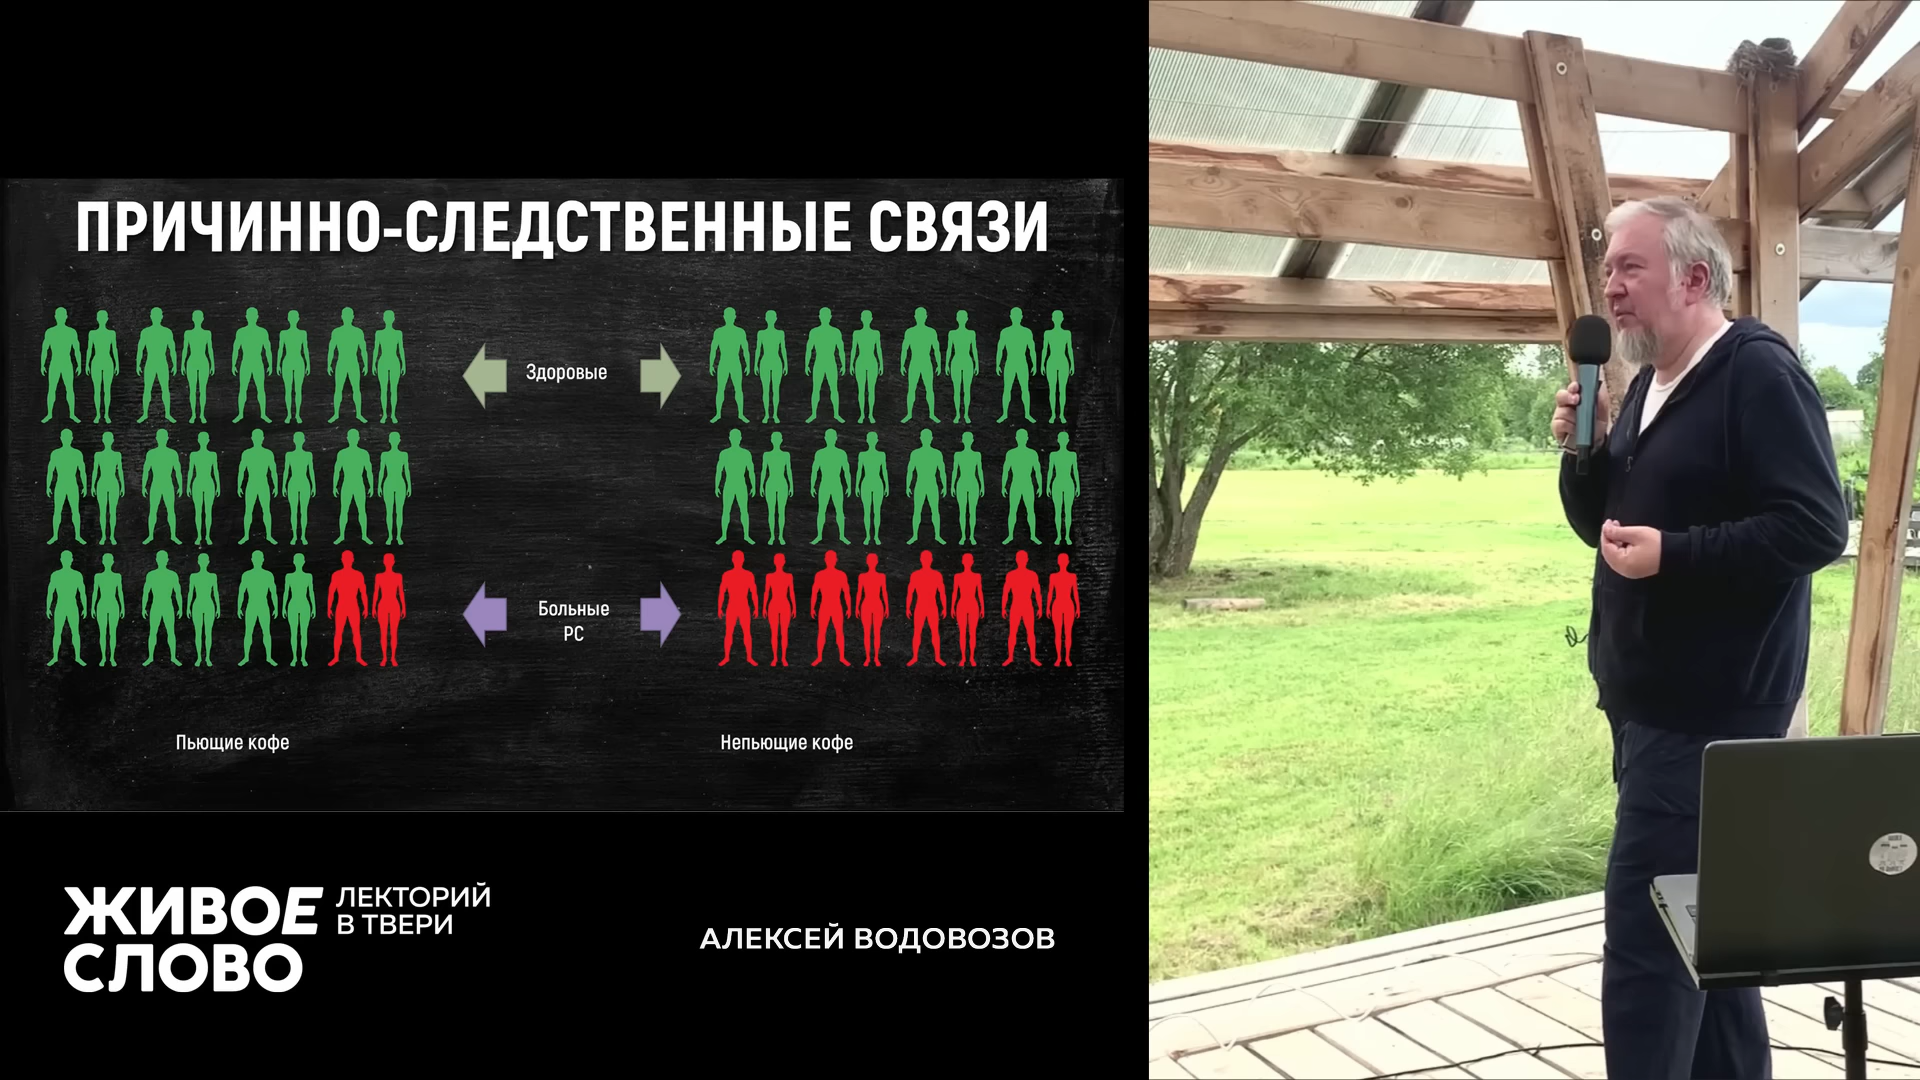 ПРИЧИННО-СЛЕДСТВЕННЫЕ СВЯЗИ
Здоровые
Больные
РС
Пьющие кофе
Непьющие кофе
ЖИВОЕ
СЛОВО
ЛЕКТОРИЙ
В ТВЕРИ
АЛЕКСЕЙ ВОДОВОЗОВ